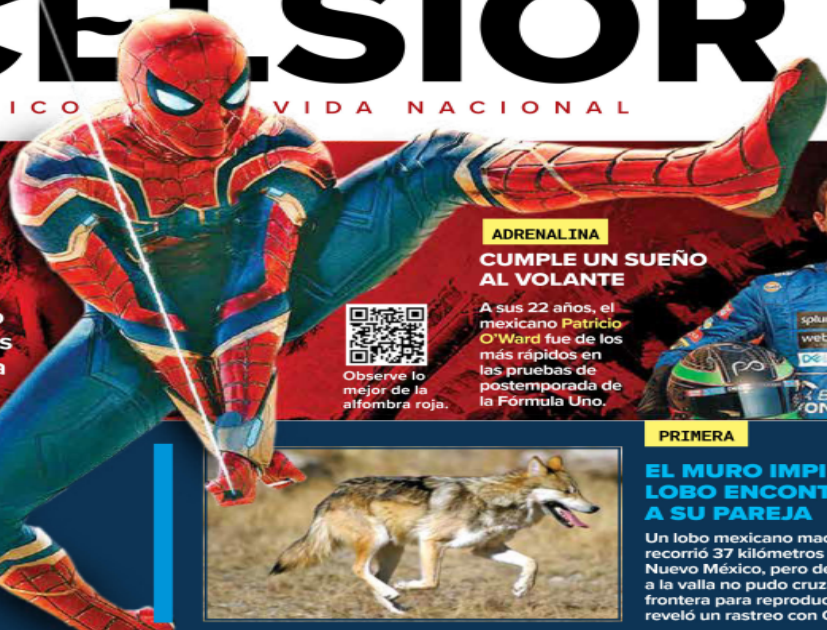 CELSIOR
ICO VIDA NACIONAL
ADRENALINA
CUMPLE UN SUEÑO
AL VOLANTE
A sus 22 años, el
mexicano Patricio
O'Ward fue de los
más rápidos en
las pruebas de
postemporada de
la Fórmula Uno.
s
a
Observe lo
mejor de la
alfombra roja.
splu
web
PRIMERA
EL MURO IMPI
LOBO ENCONT
A SU PAREJA
Un lobo mexicano mac
recorrió 37 kilómetros
Nuevo México, pero de
a la valla no pudo cruz
frontera para reproduc
reveló un rastreo con